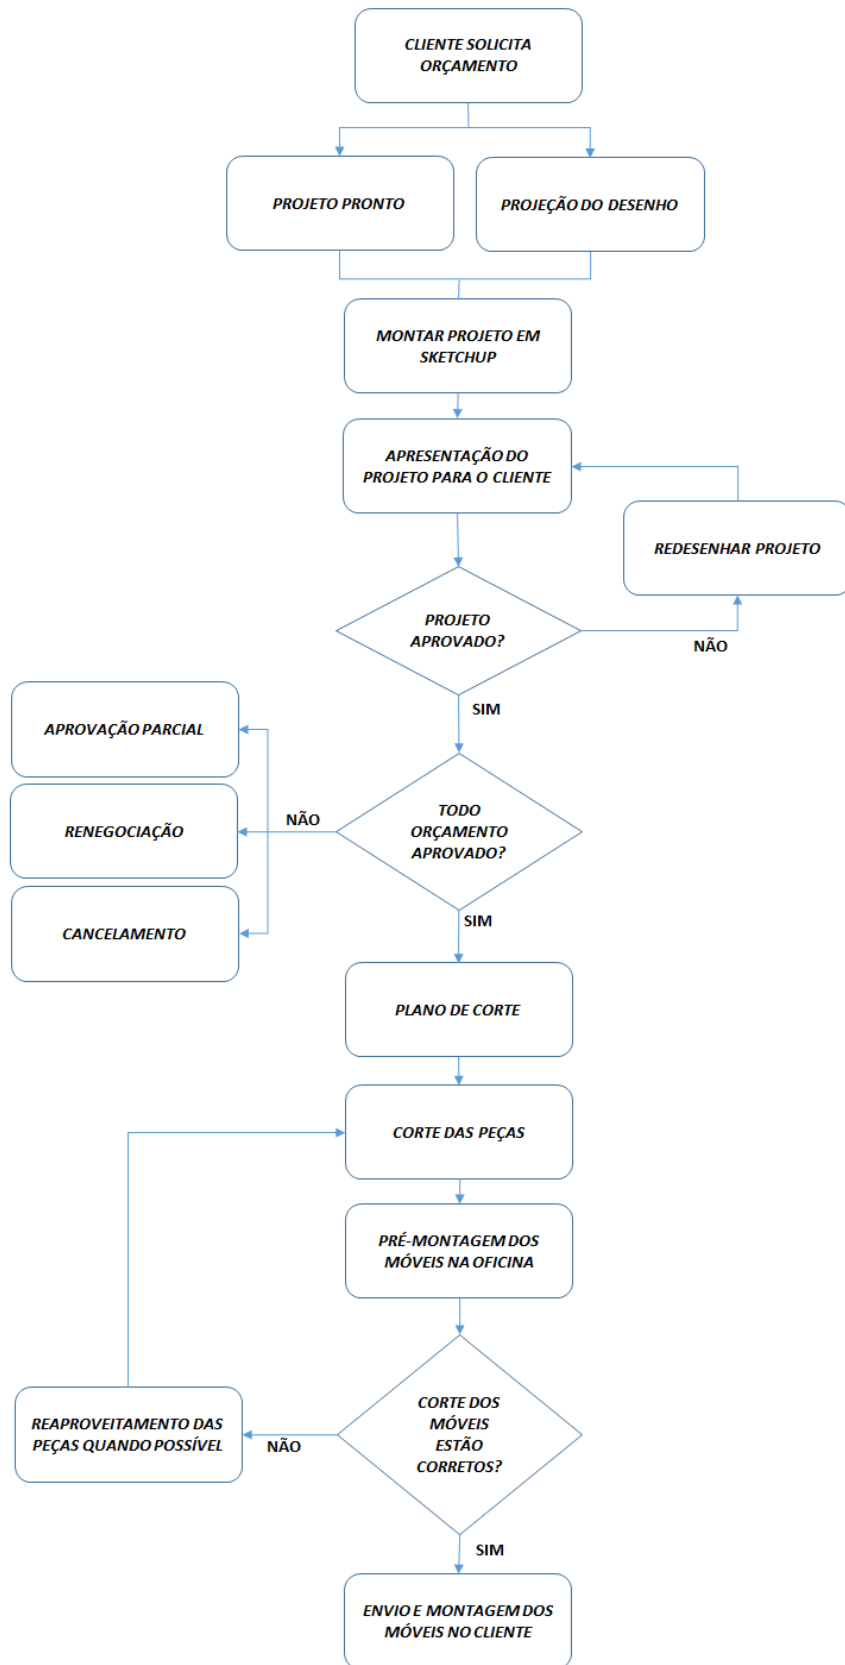 CLIENTE SOLICITA
ORÇAMENTO
PROJETO PRONTO
PROJEÇÃO DO DESENHO
MONTAR PROJETO EM
SKETCHUP
APRESENTAÇÃO DO
PROJETO PARA O CLIENTE
REDESENHAR PROJETO
PROJETO
APROVADO?
NÃO
SIM
APROVAÇÃO PARCIAL
RENEGOCIAÇÃO
CANCELAMENTO
NÃO
TODO
ORÇAMENTO
APROVADO?
SIM
PLANO DE CORTE
CORTE DAS PEÇAS
PRÉ-MONTAGEM DOS
MÓVEIS NA OFICINA
CORTE DOS
MÓVEIS
ESTÃO
CORRETOS?
NÃO
REAPROVEITAMENTO DAS
PEÇAS QUANDO POSSÍVEL
SIM
ENVIO E MONTAGEM DOS
MÓVEIS NO CLIENTE